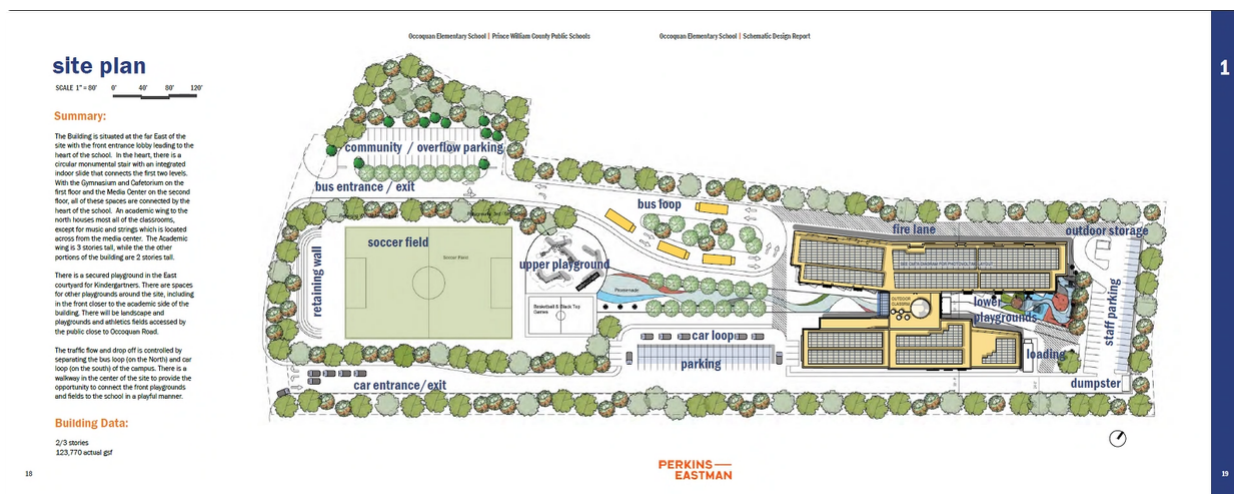 Occoquan Elementary School | Prince William County Public Schools
Occoquan Elementary School | Schematic Design Report
1
site plan
SCALE 1" = 80'
0' 40' 80' 120'
Summary:
The Building is situated at the far East of the
site with the front entrance lobby leading to the
heart of the school. In the heart, there is a
circular monumental stair with an integrated
indoor slide that connects the first two levels.
With the Gymnasium and Cafetorium on the
first floor and the Media Center on the second
floor, all of these spaces are connected by the
heart of the school. An academic wing to the
north houses most all of the classrooms,
except for music and strings which is located
across from the media center. The Academic
wing is 3 stories tall, while the the other
portions of the building are 2 stories tall.
There is a secured playground in the East
courtyard for Kindergartners. There are spaces
for other playgrounds around the site, including
in the front closer to the academic side of the
building. There will be landscape and
playgrounds and athletics fields accessed by
the public close to Occoquan Road.
The traffic flow and drop off is controlled by
separating the bus loop (on the North) and car
loop (on the south) of the campus. There is a
walkway in the center of the site to provide the
opportunity to connect the front playgrounds
and fields to the school in a playful manner.
Building Data:
2/3 stories
123,770 actual gsf
18
community / overflow parking
bus entrance / exit
bus loop
fire lane
outdoor storage
soccer field
Soccer Field
upper playground
retaining wall
Promenade
Basketball & Black Top
Games
OUTDOOR
CLASSROOM
lower
playgrounds
staff parking
car loop
parking
loading
car entrance/exit
dumpster
PERKINS—
EASTMAN
19